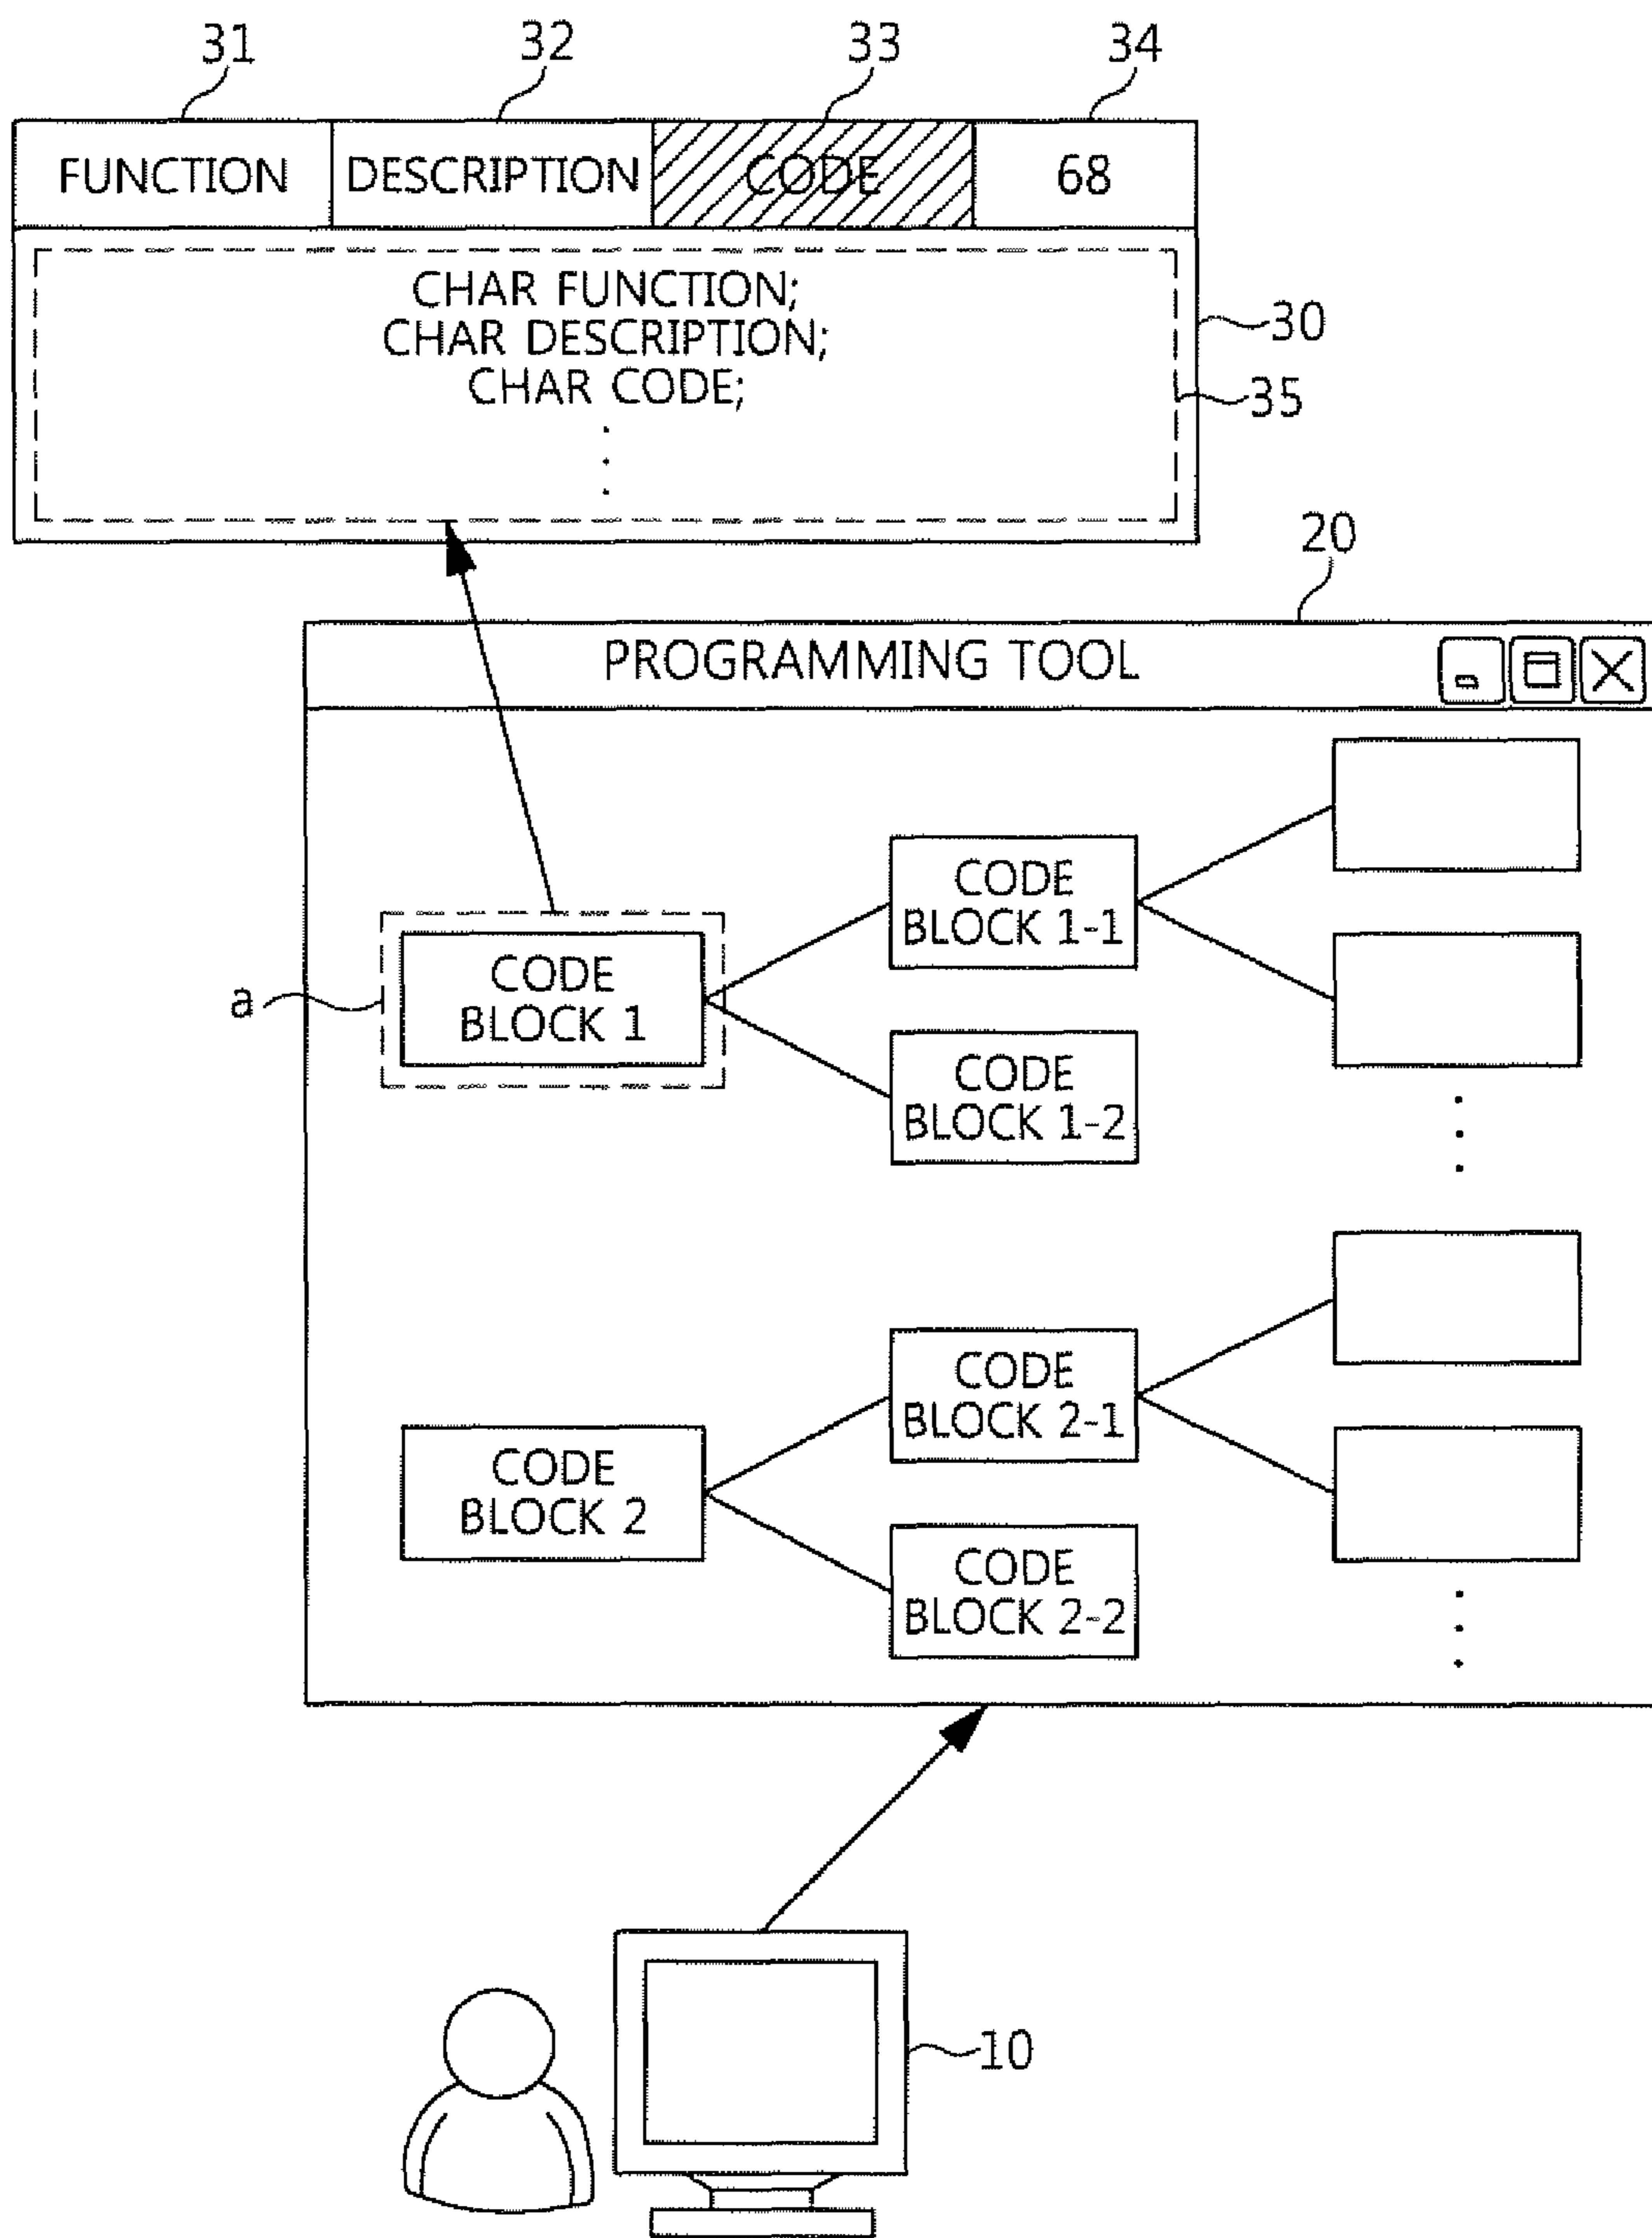 31 32 33 34
FUNCTION DESCRIPTION CODE 68
CHAR FUNCTION;
CHAR DESCRIPTION;
CHAR CODE;
30
35
20
PROGRAMMING TOOL
CODE
BLOCK 1-1
a
CODE
BLOCK 1
CODE
BLOCK 1-2
CODE
BLOCK 2-1
CODE
BLOCK 2
CODE
BLOCK 2-2
10